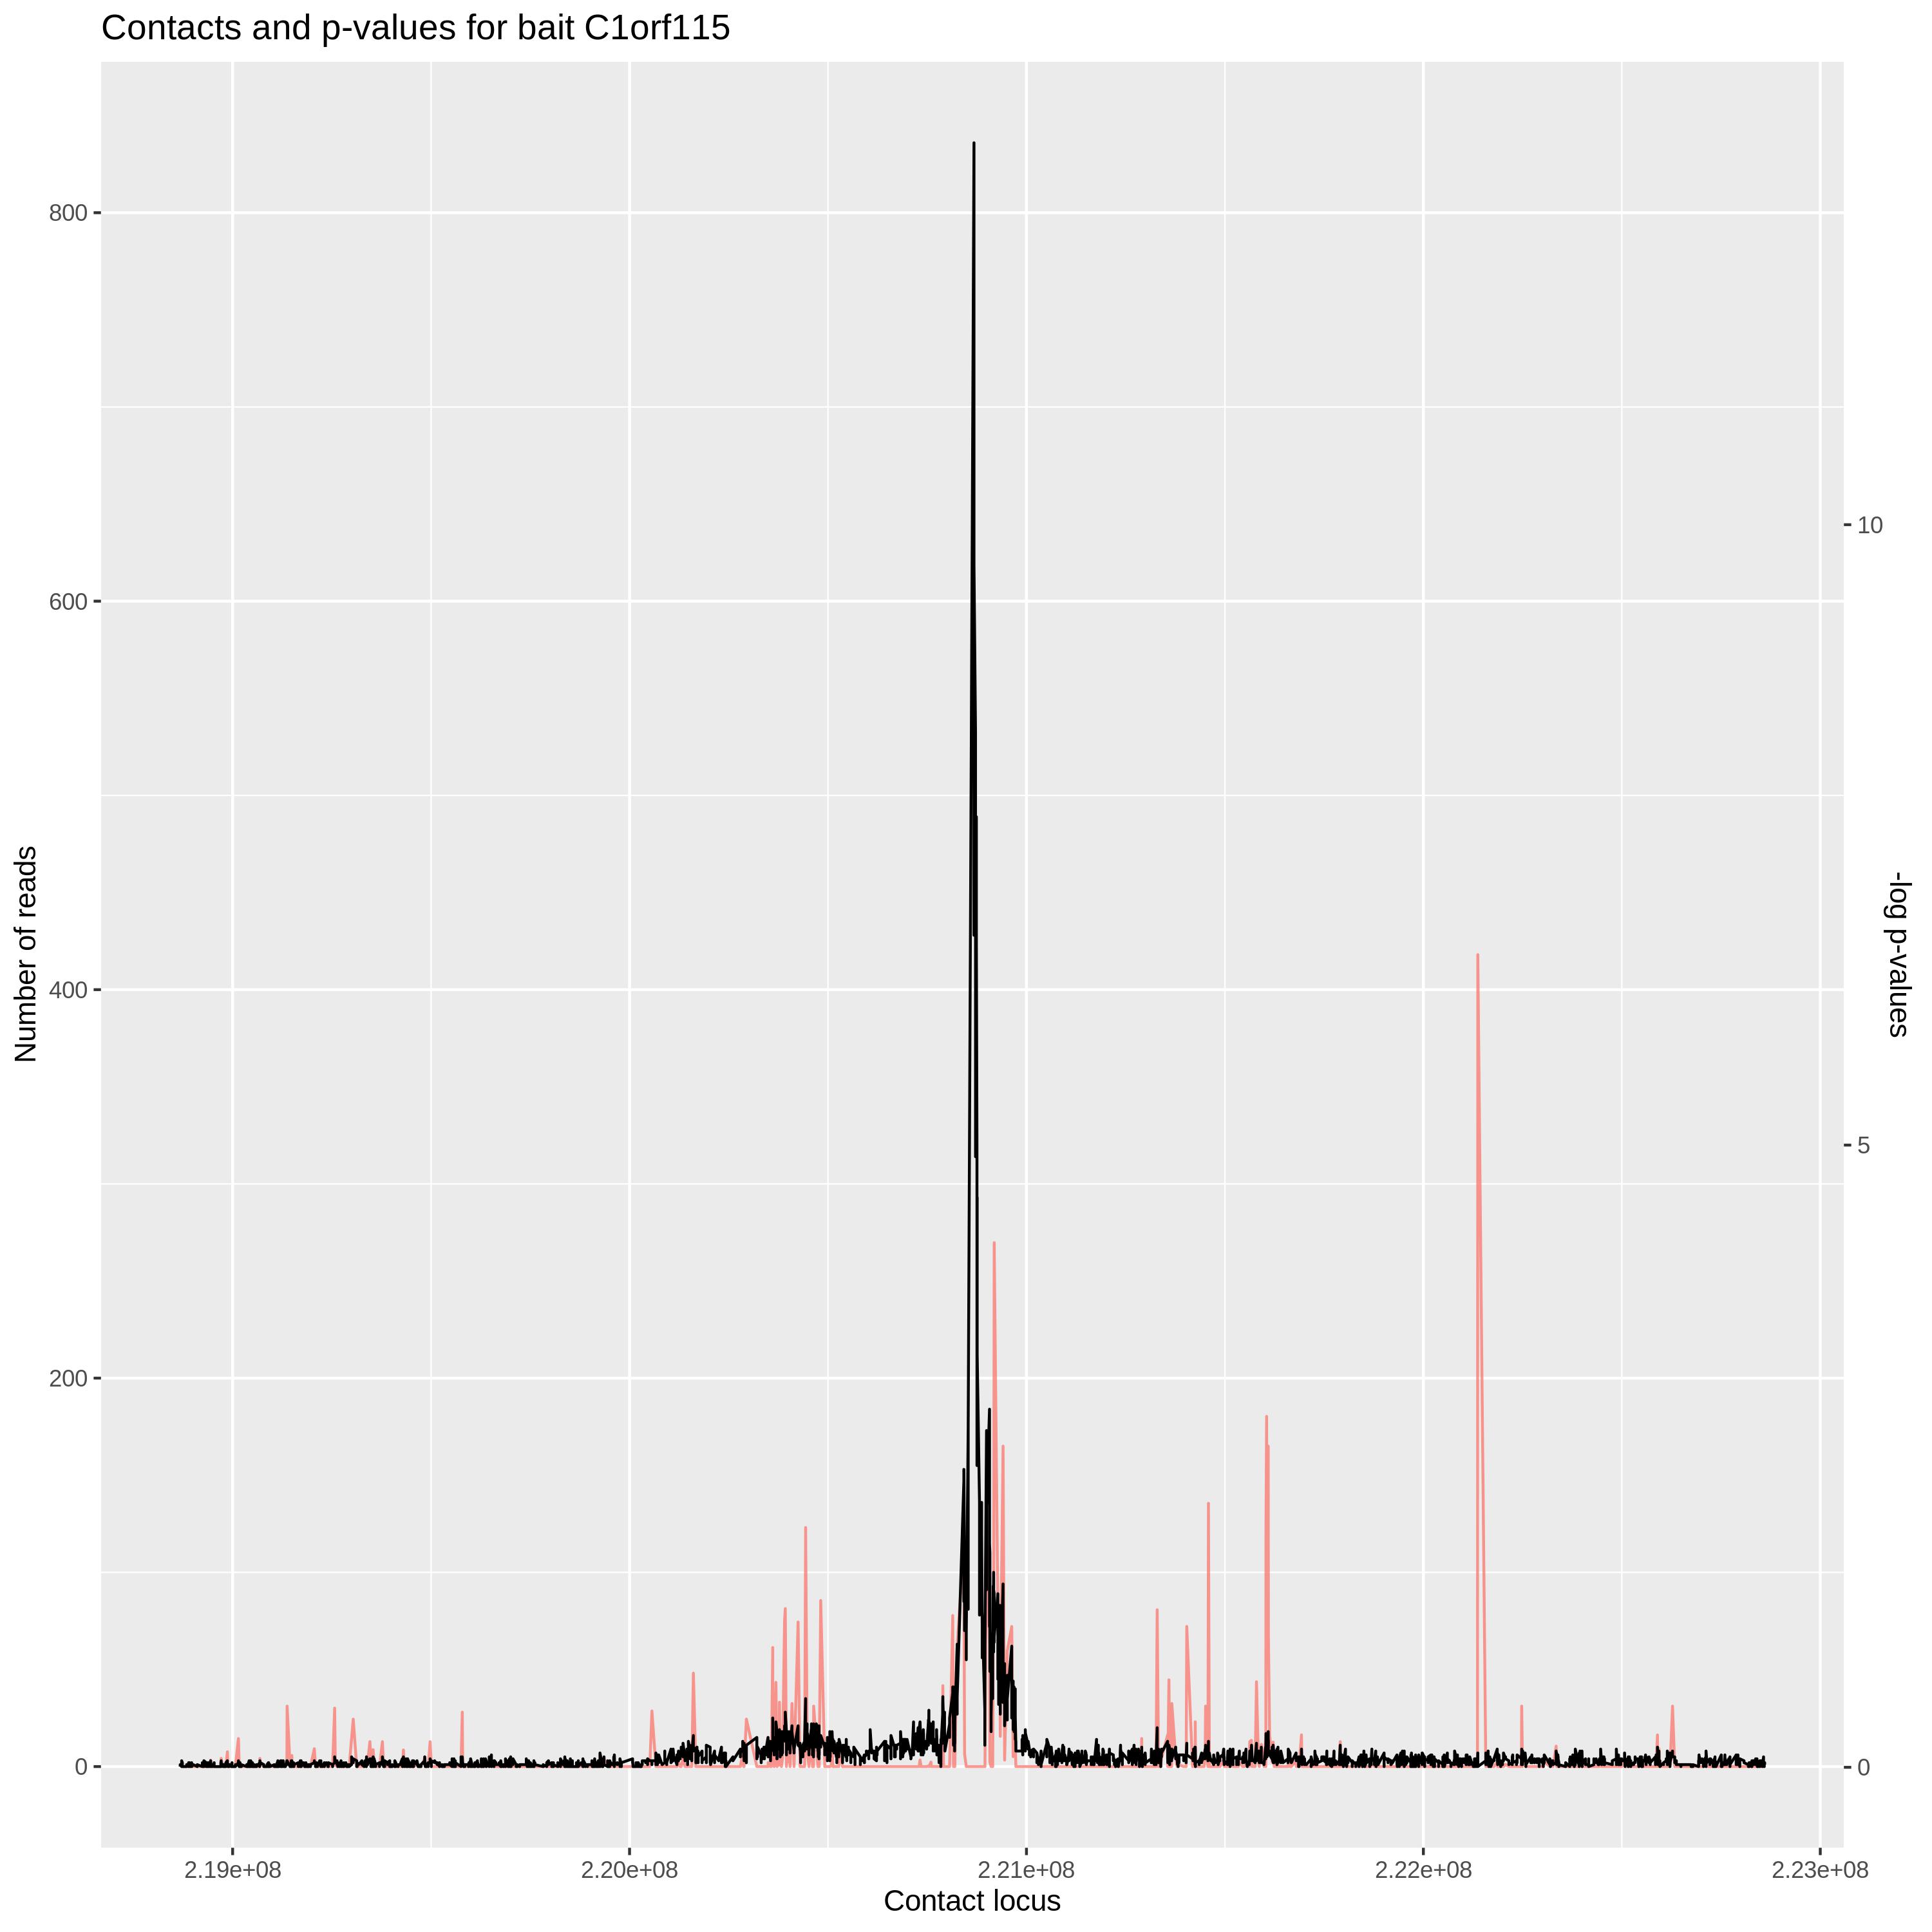 Contacts and p-values for bait C1orf115
800
600
400
200
0
10
5
0
Number of reads
-log p-values
2.19e+08
2.20e+08
2.21e+08
2.22e+08
2.23e+08
Contact locus